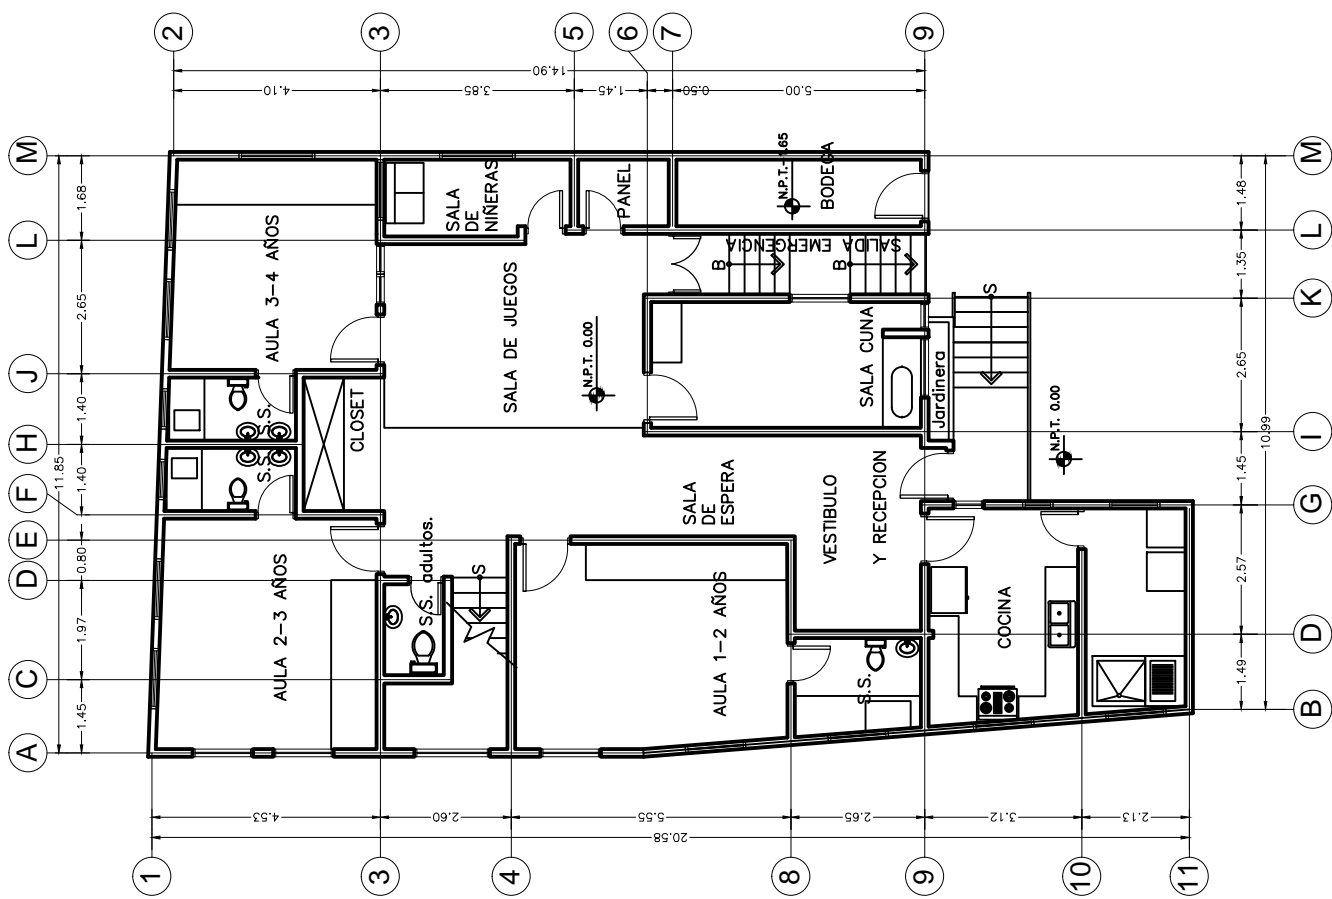 2
3
5
6
7
9
14.90
4.10
3.85
1.45
0.50
5.00
M
L
J
H
F
E
D
C
A
11.85
1.68
2.65
1.40
1.40
0.80
1.97
1.45
M
L
K
I
G
D
B
10.99
1.48
1.35
2.65
1.45
2.57
1.49
SALA
DE
NIÑERAS
PANEL
N.P.T.-1.65
BODEGA
AULA 3-4 AÑOS
SALA DE JUEGOS
SALIDA EMERGENCIA
B
B
N.P.T. 0.00
SALA CUNA
Jardinera
S
N.P.T. 0.00
S.S.
CLOSET
S.S.
SALA
DE
ESPERA
VESTIBULO
Y RECEPCION
AULA 2-3 AÑOS
S.S. adultos.
S
AULA 1-2 AÑOS
S.S.
COCINA
4.53
2.60
5.55
2.65
3.12
2.13
20.58
1
3
4
8
9
10
11